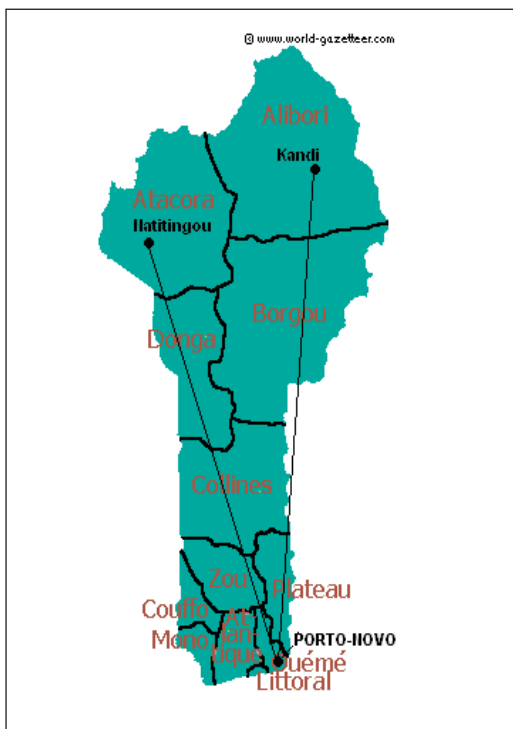 © www.world-gazetteer.com
Alibori
Kandi
Atacora
Natitingou
Borgou
Donga
Collines
Zou
Plateau
Couffo
At-
lan-
tique
Mono
PORTO-NOVO
Ouémé
Littoral